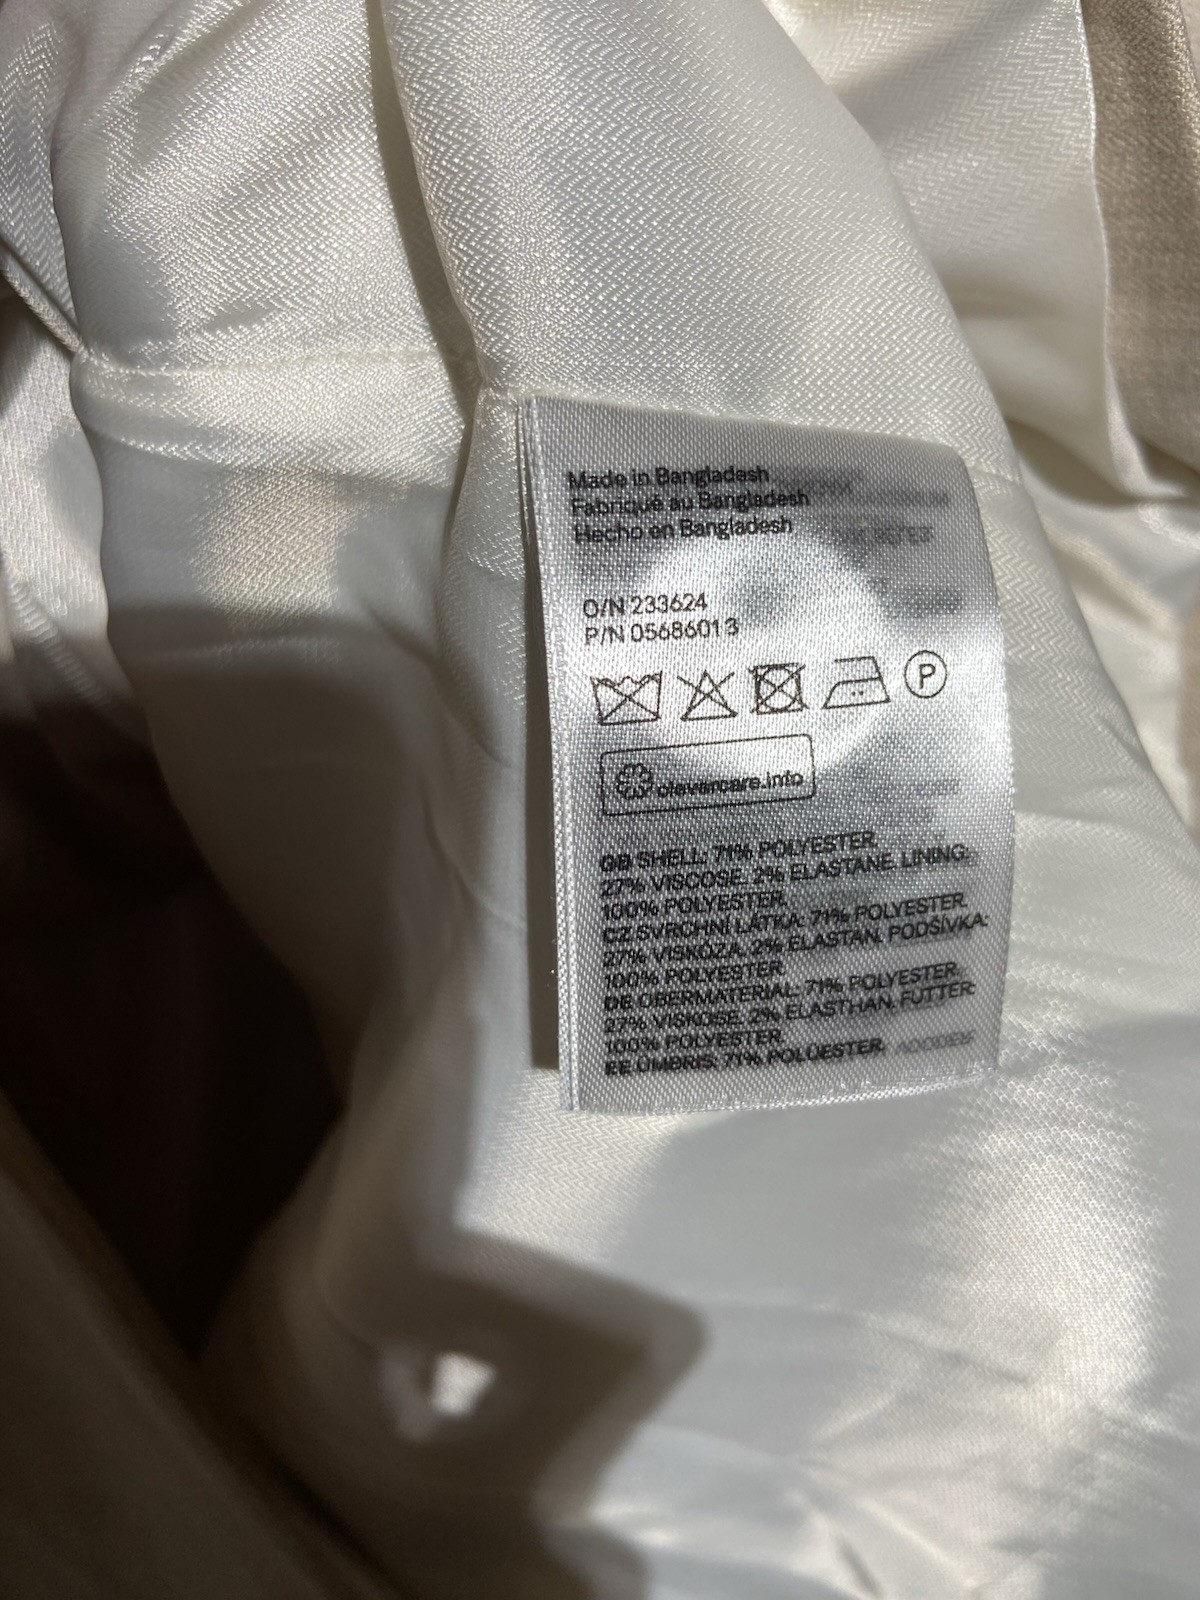 Made in Bangladesh
Fabriqué au Bangladesh
Hecho en Bangladesh
O/N 233624
P/N 05686013
P
clevercare.info
GB SHELL: 71% POLYESTER.
27% VISCOSE. 2% ELASTANE. LINING:
100% POLYESTER.
CZ SVRCHNÍ LÁTKA: 71% POLYESTER.
27% VISKÓZA. 2% ELASTAN. PODŠÍVKA:
100% POLYESTER.
DE OBERMATERIAL: 71% POLYESTER.
27% VISKOSE. 2% ELASTHAN. FUTTER:
100% POLYESTER.
EE ÜMBRIS: 71% POLÜESTER.